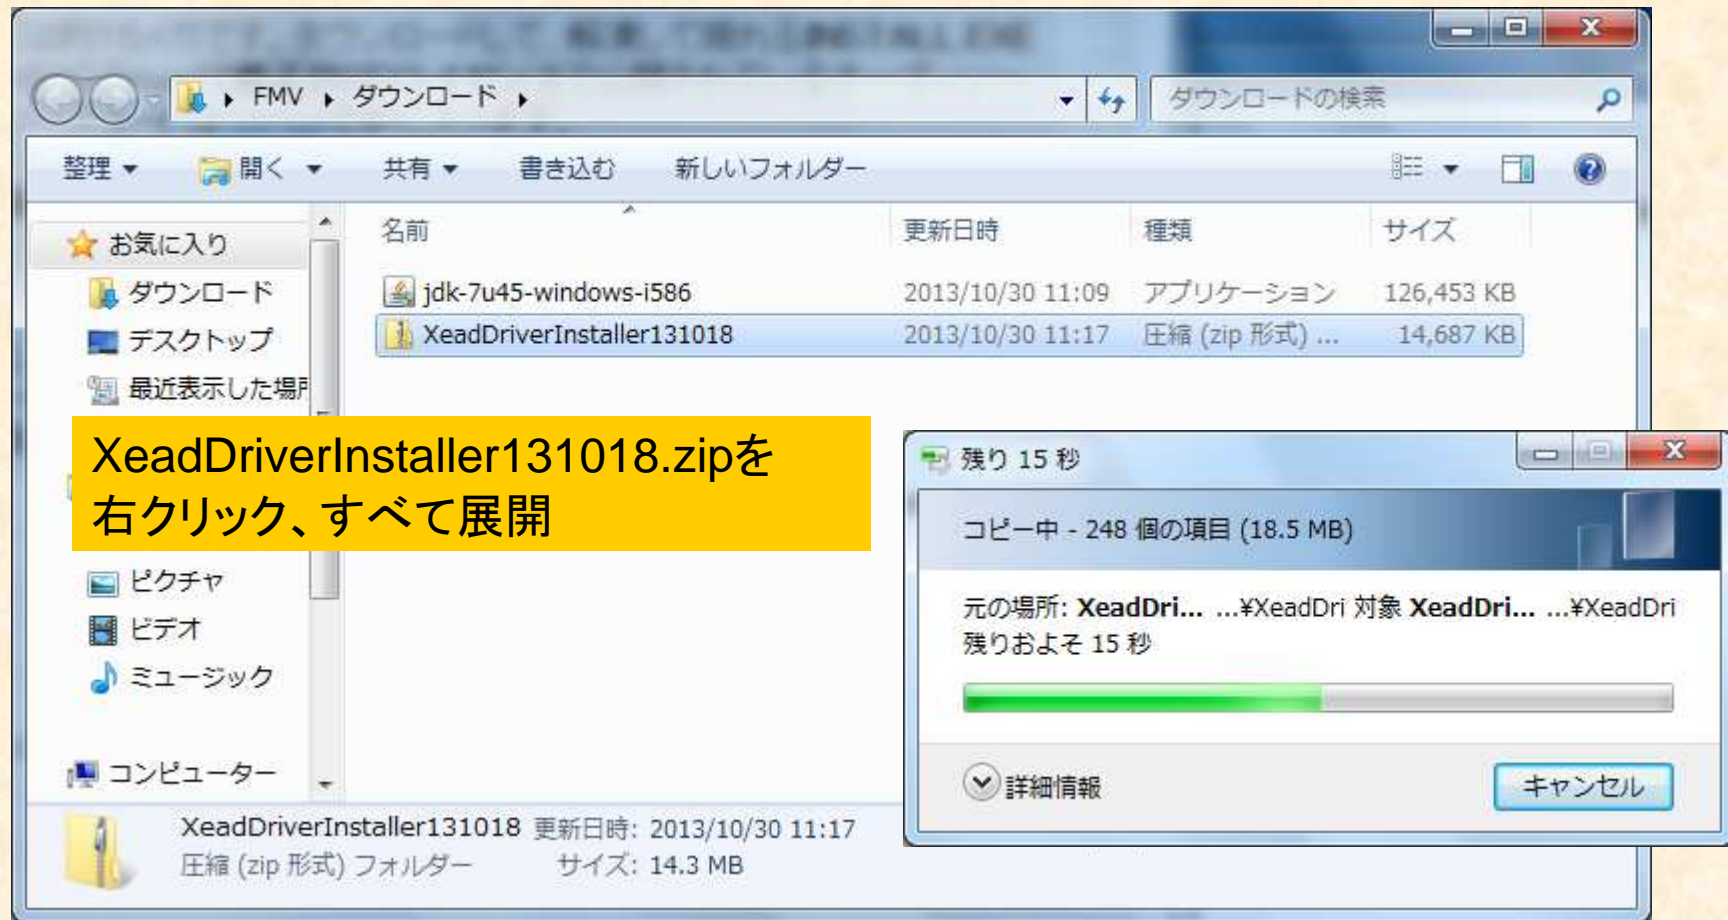 FMV ▸ ダウンロード ▸
ダウンロードの検索
整理 開く 共有 書き込む 新しいフォルダー
名前 更新日時 種類 サイズ
お気に入り
ダウンロード
デスクトップ
最近表示した場所
jdk-7u45-windows-i586 2013/10/30 11:09 アプリケーション 126,453 KB
XeadDriverInstaller131018 2013/10/30 11:17 圧縮 (zip 形式) ... 14,687 KB
XeadDriverInstaller131018.zipを
右クリック、すべて展開
ピクチャ
ビデオ
ミュージック
コンピューター
残り 15 秒
コピー中 - 248 個の項目 (18.5 MB)
元の場所: XeadDri... ...¥XeadDri 対象 XeadDri... ...¥XeadDri
残りおよそ 15 秒
詳細情報
キャンセル
XeadDriverInstaller131018 更新日時: 2013/10/30 11:17
圧縮 (zip 形式) フォルダー サイズ: 14.3 MB